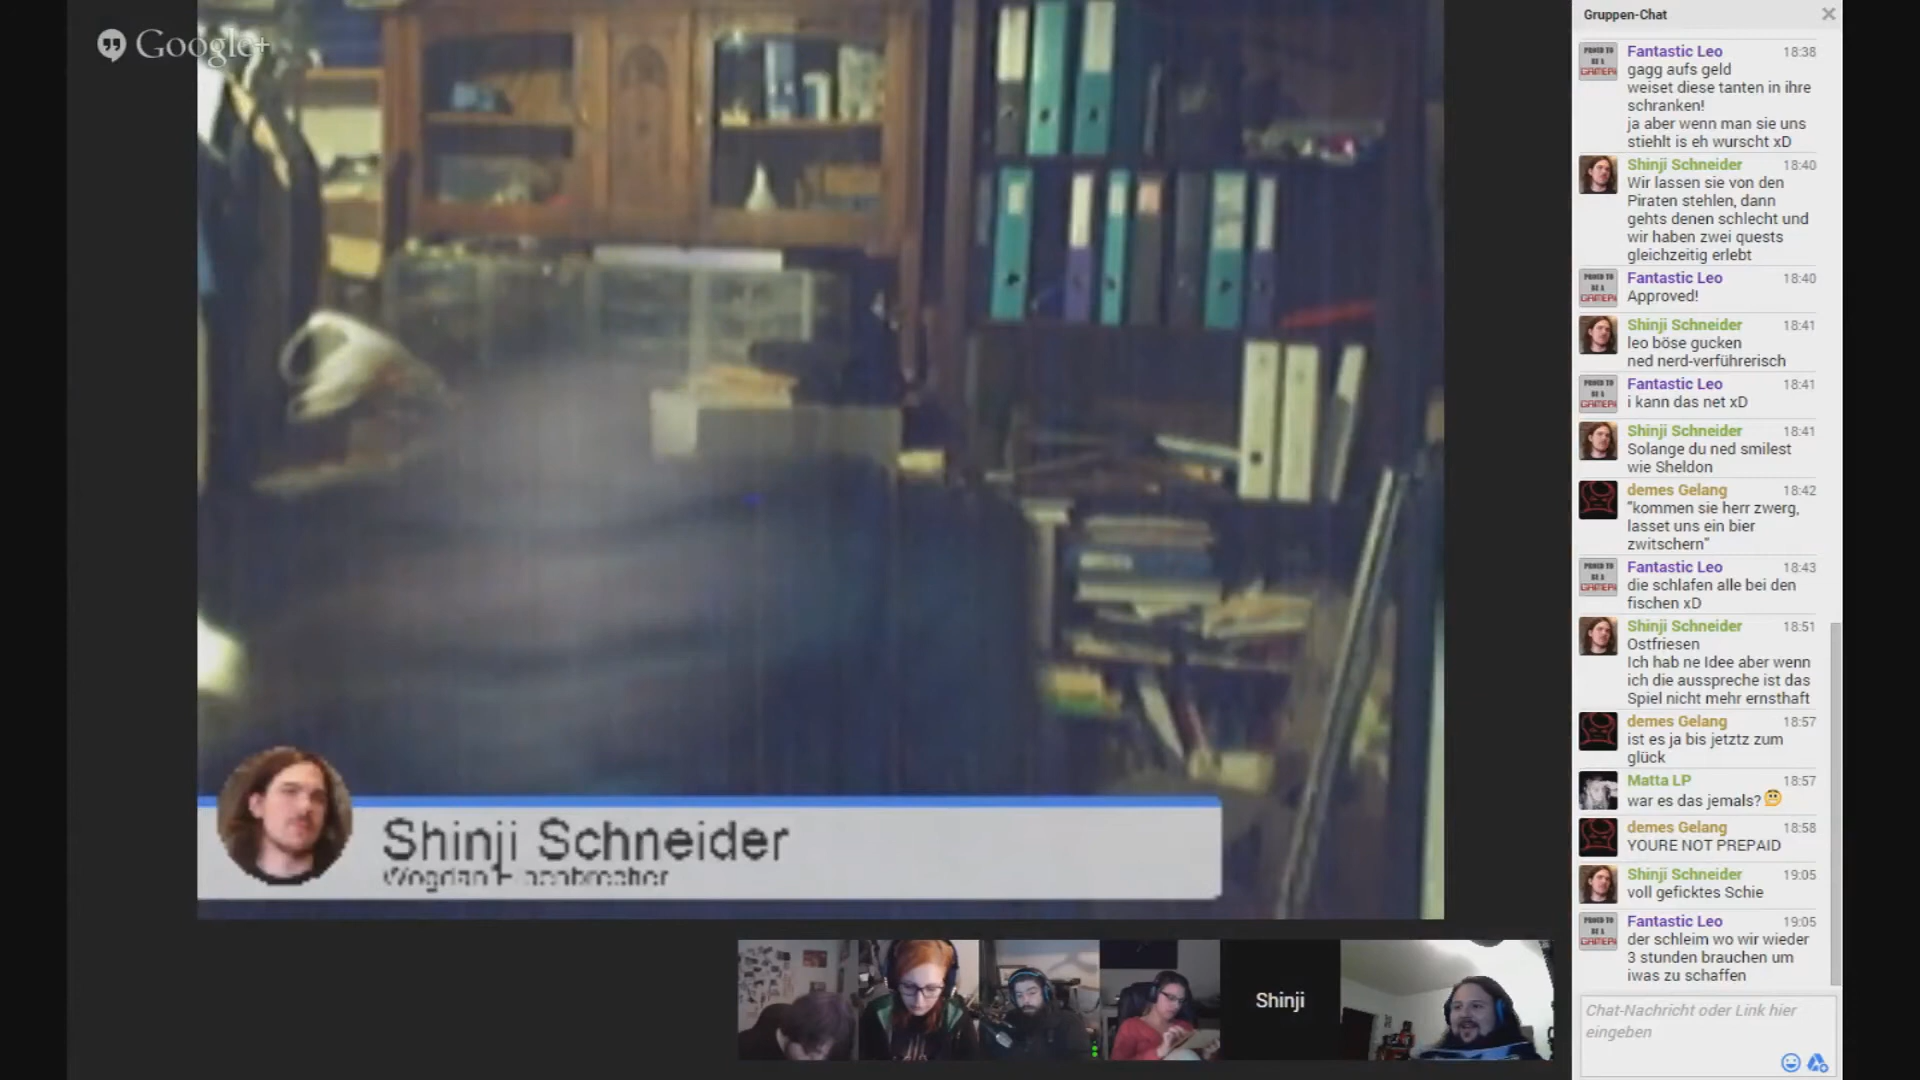 Google+
Gruppen-Chat
Fantastic Leo 18:38
gagg aufs geld
weiset diese tanten in ihre
schranken!
ja aber wenn man sie uns
stiehlt is eh wurscht xD
Shinji Schneider 18:40
Wir lassen sie von den
Piraten stehlen, dann
gehts denen schlecht und
wir haben zwei quests
gleichzeitig erlebt
Fantastic Leo 18:40
Approved!
Shinji Schneider 18:41
leo böse gucken
ned nerd-verführerisch
Fantastic Leo 18:41
i kann das net xD
Shinji Schneider 18:41
Solange du ned smilest
wie Sheldon
demes Gelang 18:42
"kommen sie herr zwerg,
lasset uns ein bier
zwitschern"
Fantastic Leo 18:43
die schlafen alle bei den
fischen xD
Shinji Schneider 18:51
Ostfriesen
Ich hab ne Idee aber wenn
ich die ausspreche ist das
Spiel nicht mehr ernsthaft
demes Gelang 18:57
ist es ja bis jetztz zum
glück
Matta LP 18:57
war es das jemals?
demes Gelang 18:58
YOURE NOT PREPAID
Shinji Schneider 19:05
voll geficktes Schie
Fantastic Leo 19:05
der schleim wo wir wieder
3 stunden brauchen um
iwas zu schaffen
Chat-Nachricht oder Link hier
eingeben
Shinji Schneider
Wogdan
Shinji
PROUD TO
BE A
GAMER